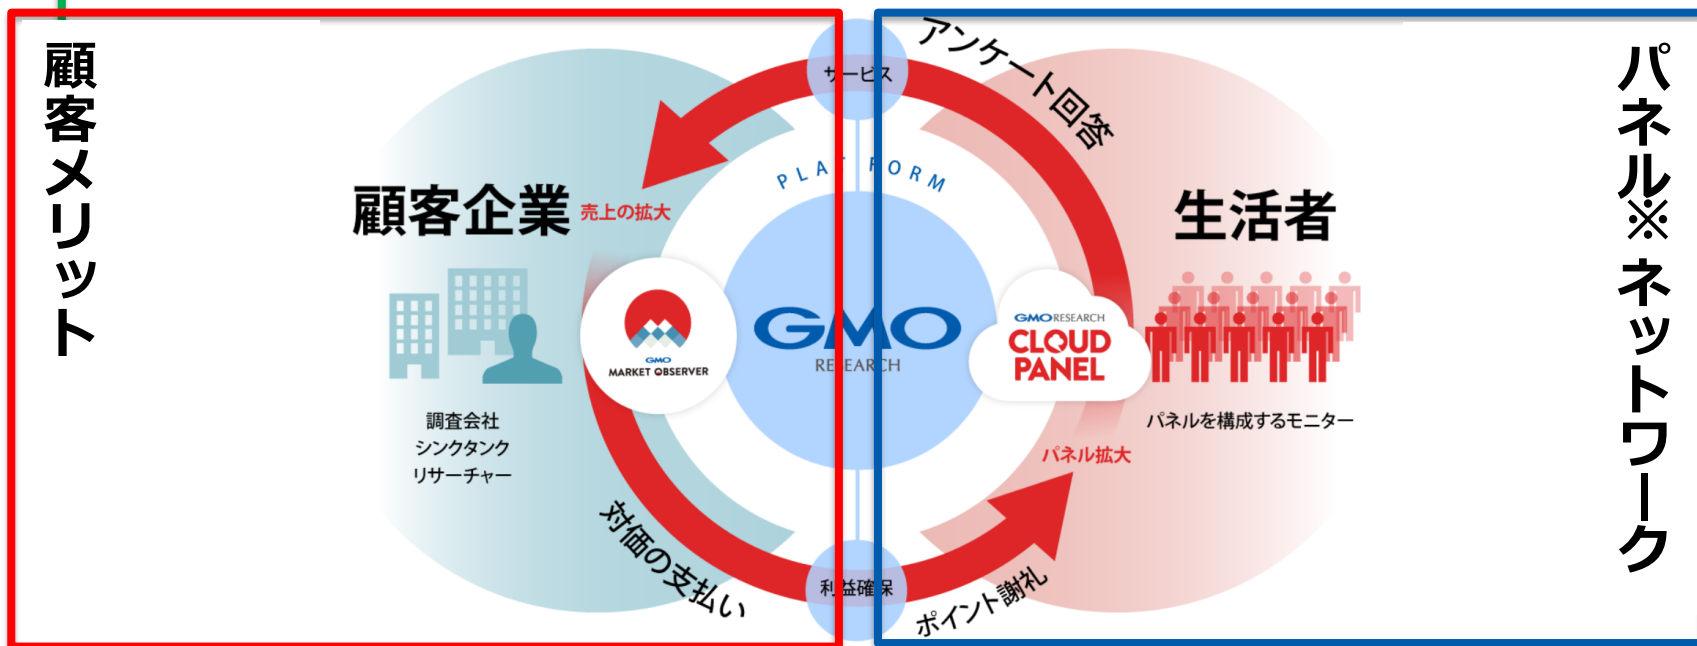 顧客メリット
サービス
アンケート回答
PLATFORM
顧客企業
売上の拡大
GMO
MARKET OBSERVER
調査会社
シンクタンク
リサーチャー
対価の支払い
GMO
RESEARCH
利益確保
GMO RESEARCH
CLOUD
PANEL
生活者
パネルを構成するモニター
パネル拡大
ポイント謝礼
パネル※ネットワーク